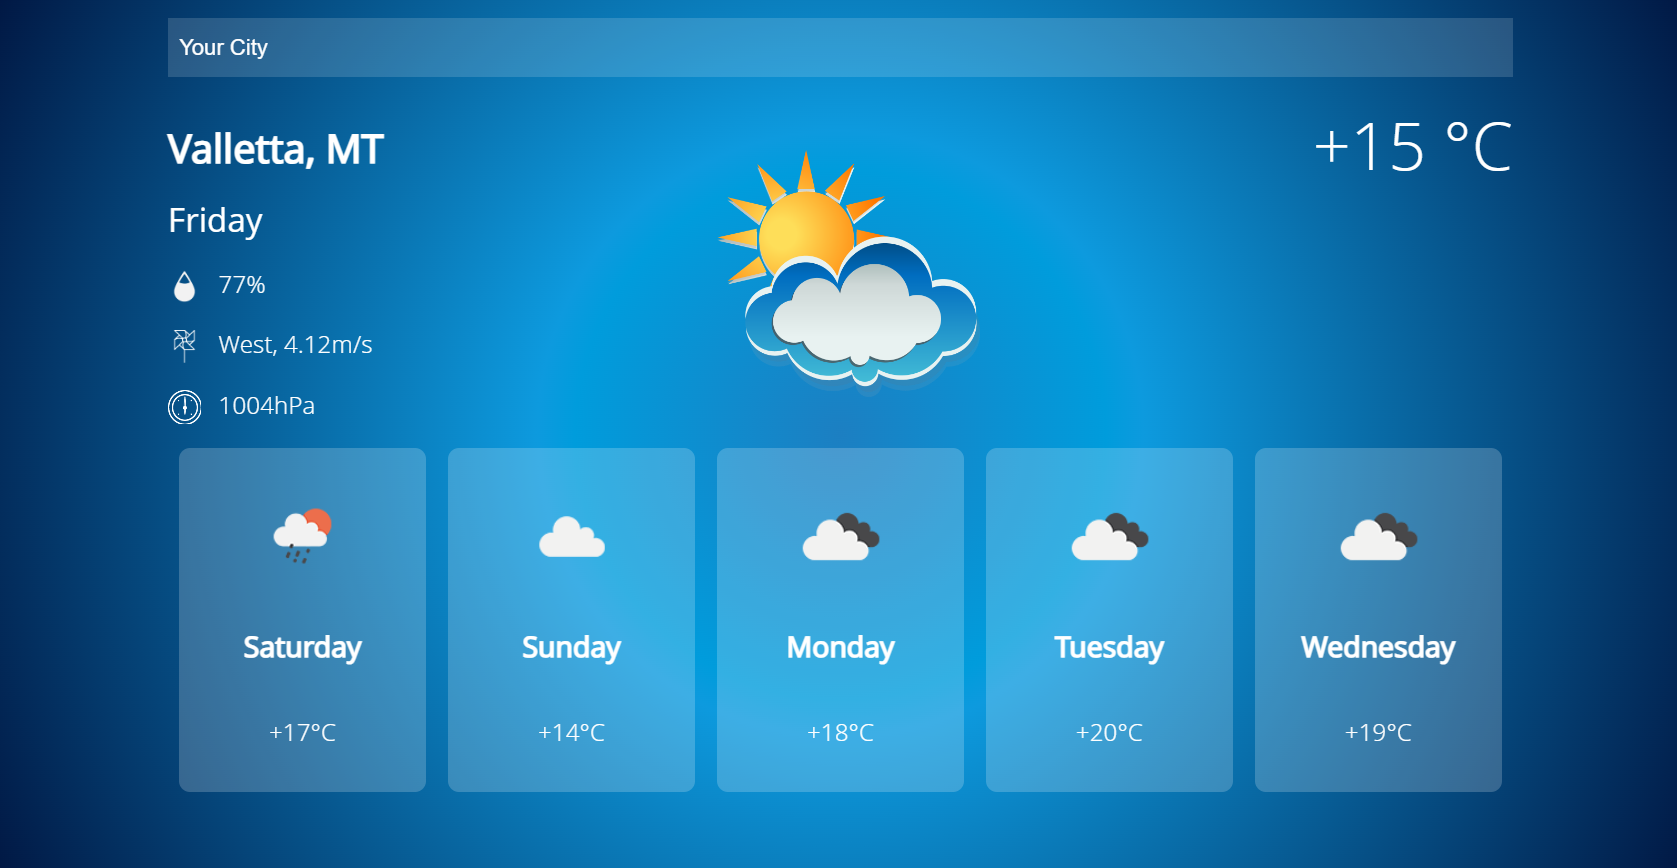 Your City
Valletta, MT
+15 °C
Friday
77%
West, 4.12m/s
1004hPa
Saturday
+17°C
Sunday
+14°C
Monday
+18°C
Tuesday
+20°C
Wednesday
+19°C